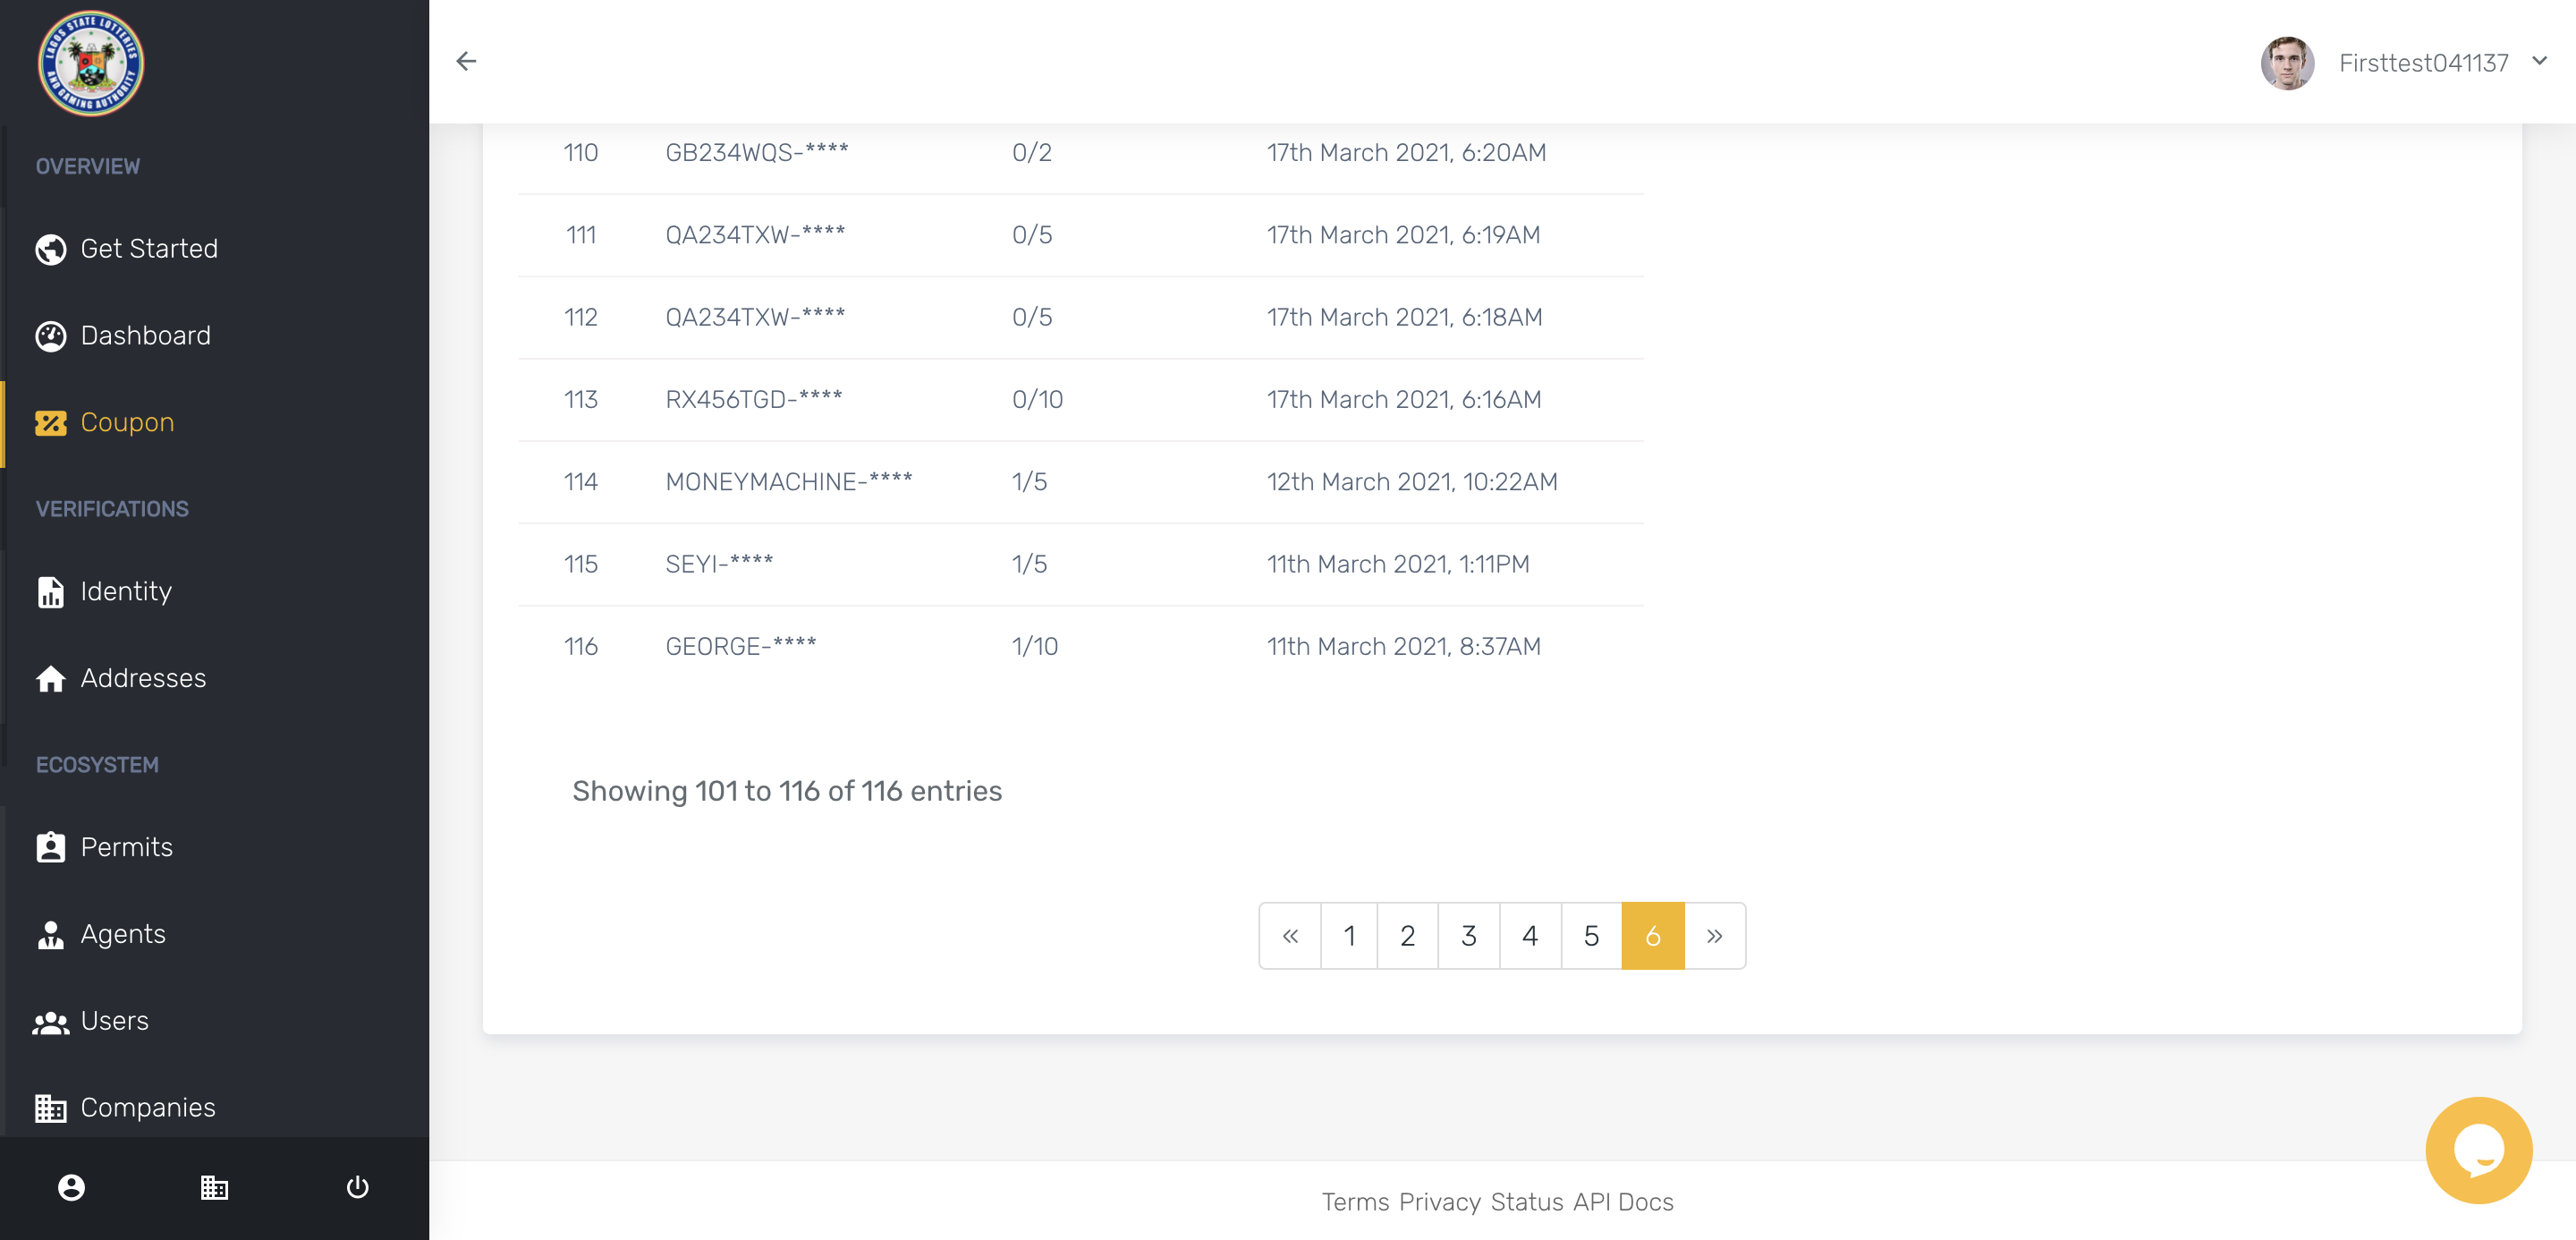 LAGOS STATE LOTTERIES
AND GAMING AUTHORITY
OVERVIEW
Get Started
Dashboard
Coupon
VERIFICATIONS
Identity
Addresses
ECOSYSTEM
Permits
Agents
Users
Companies
Firsttest041137
110 GB234WQS-**** 0/2 17th March 2021, 6:20AM
111 QA234TXW-**** 0/5 17th March 2021, 6:19AM
112 QA234TXW-**** 0/5 17th March 2021, 6:18AM
113 RX456TGD-**** 0/10 17th March 2021, 6:16AM
114 MONEYMACHINE-**** 1/5 12th March 2021, 10:22AM
115 SEYI-**** 1/5 11th March 2021, 1:11PM
116 GEORGE-**** 1/10 11th March 2021, 8:37AM
Showing 101 to 116 of 116 entries
« 1 2 3 4 5 6 »
Terms Privacy Status API Docs